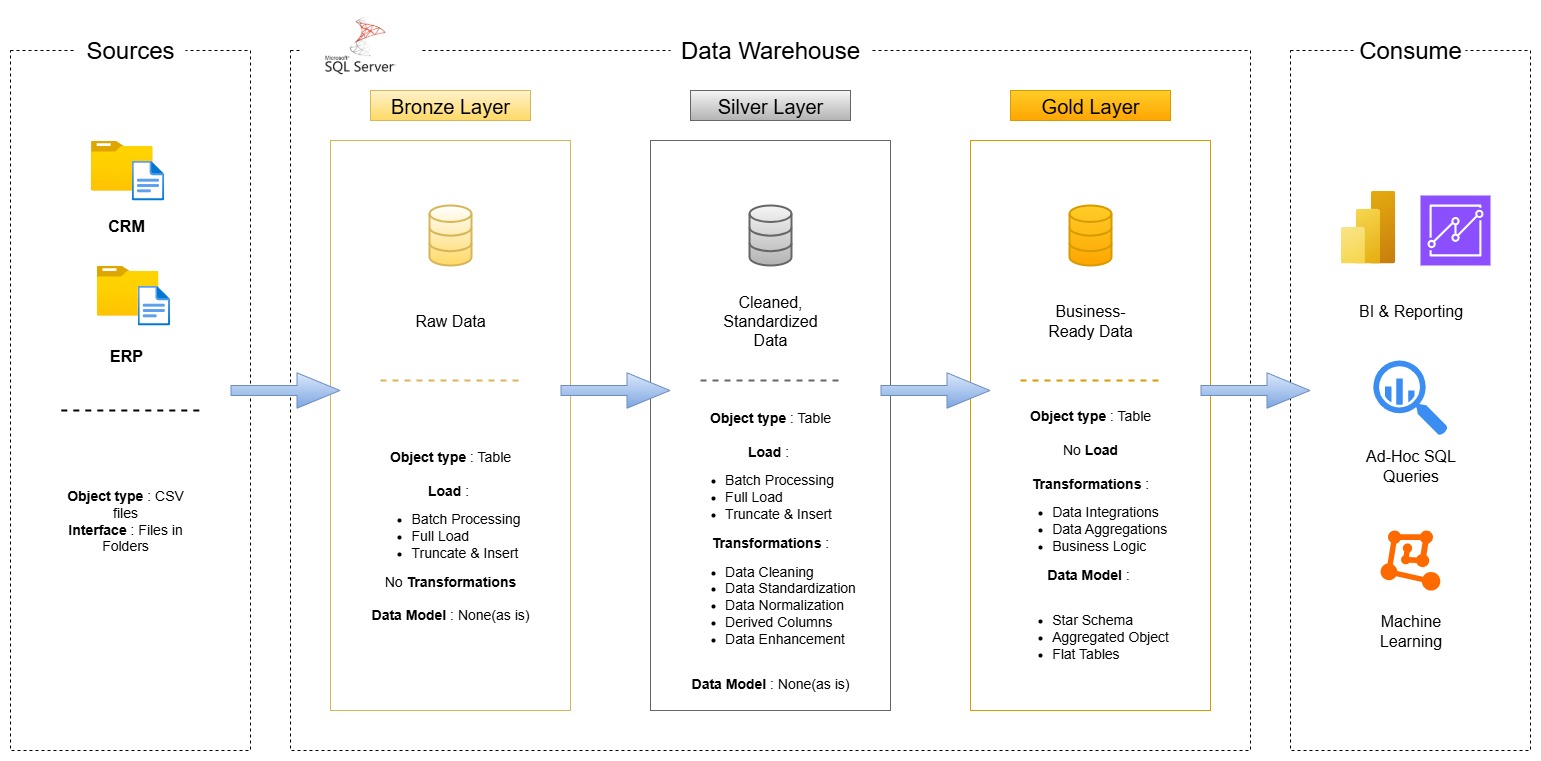 Sources
CRM
ERP
Object type : CSV
files
Interface : Files in
Folders
Microsoft
SQL Server
Data Warehouse
Bronze Layer
Raw Data
Object type : Table
Load :
• Batch Processing
• Full Load
• Truncate & Insert
No Transformations
Data Model : None(as is)
Silver Layer
Cleaned,
Standardized
Data
Object type : Table
Load :
• Batch Processing
• Full Load
• Truncate & Insert
Transformations :
• Data Cleaning
• Data Standardization
• Data Normalization
• Derived Columns
• Data Enhancement
Data Model : None(as is)
Gold Layer
Business-
Ready Data
Object type : Table
No Load
Transformations :
• Data Integrations
• Data Aggregations
• Business Logic
Data Model :
• Star Schema
• Aggregated Object
• Flat Tables
Consume
BI & Reporting
Ad-Hoc SQL
Queries
Machine
Learning